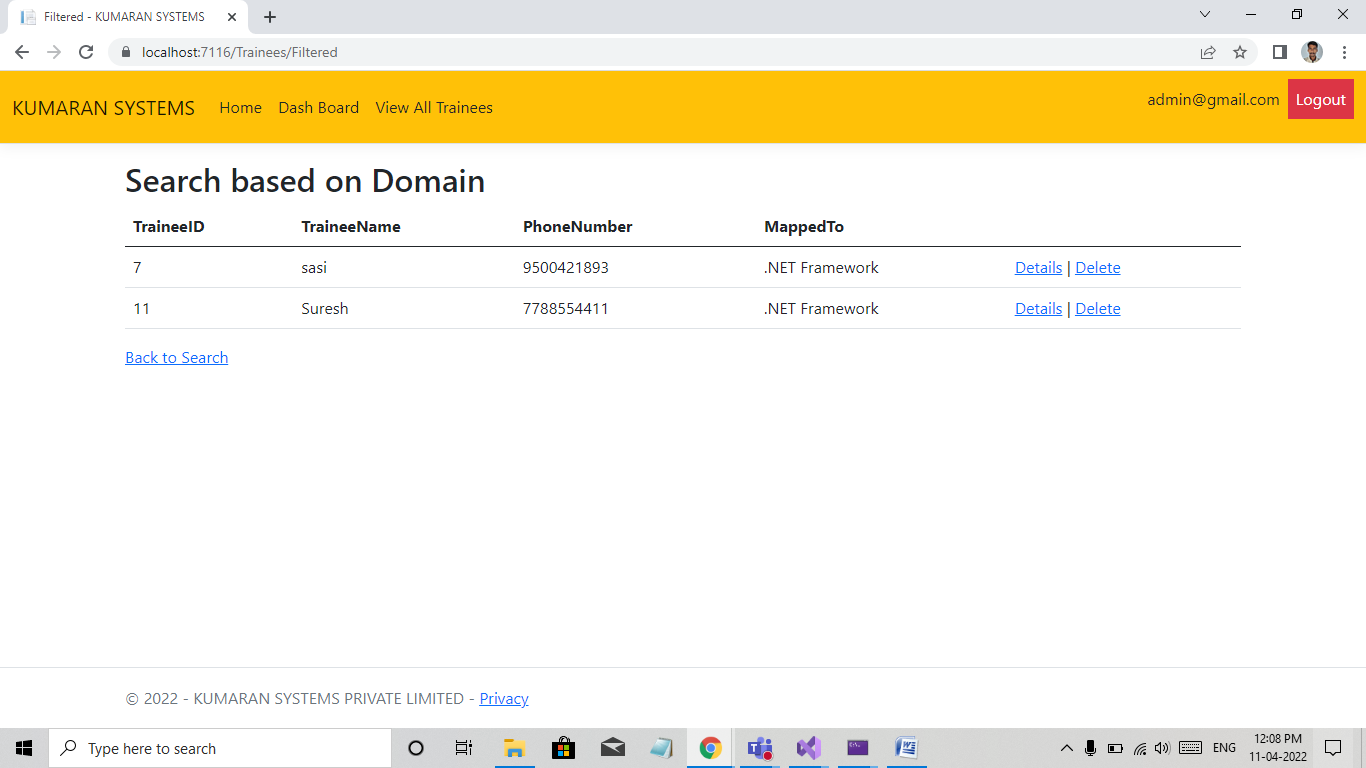 Filtered - KUMARAN SYSTEMS
localhost:7116/Trainees/Filtered
KUMARAN SYSTEMS Home Dash Board View All Trainees admin@gmail.com Logout
Search based on Domain
TraineeID TraineeName PhoneNumber MappedTo
7 sasi 9500421893 .NET Framework Details | Delete
11 Suresh 7788554411 .NET Framework Details | Delete
Back to Search
© 2022 - KUMARAN SYSTEMS PRIVATE LIMITED - Privacy
Type here to search ENG 12:08 PM
11-04-2022